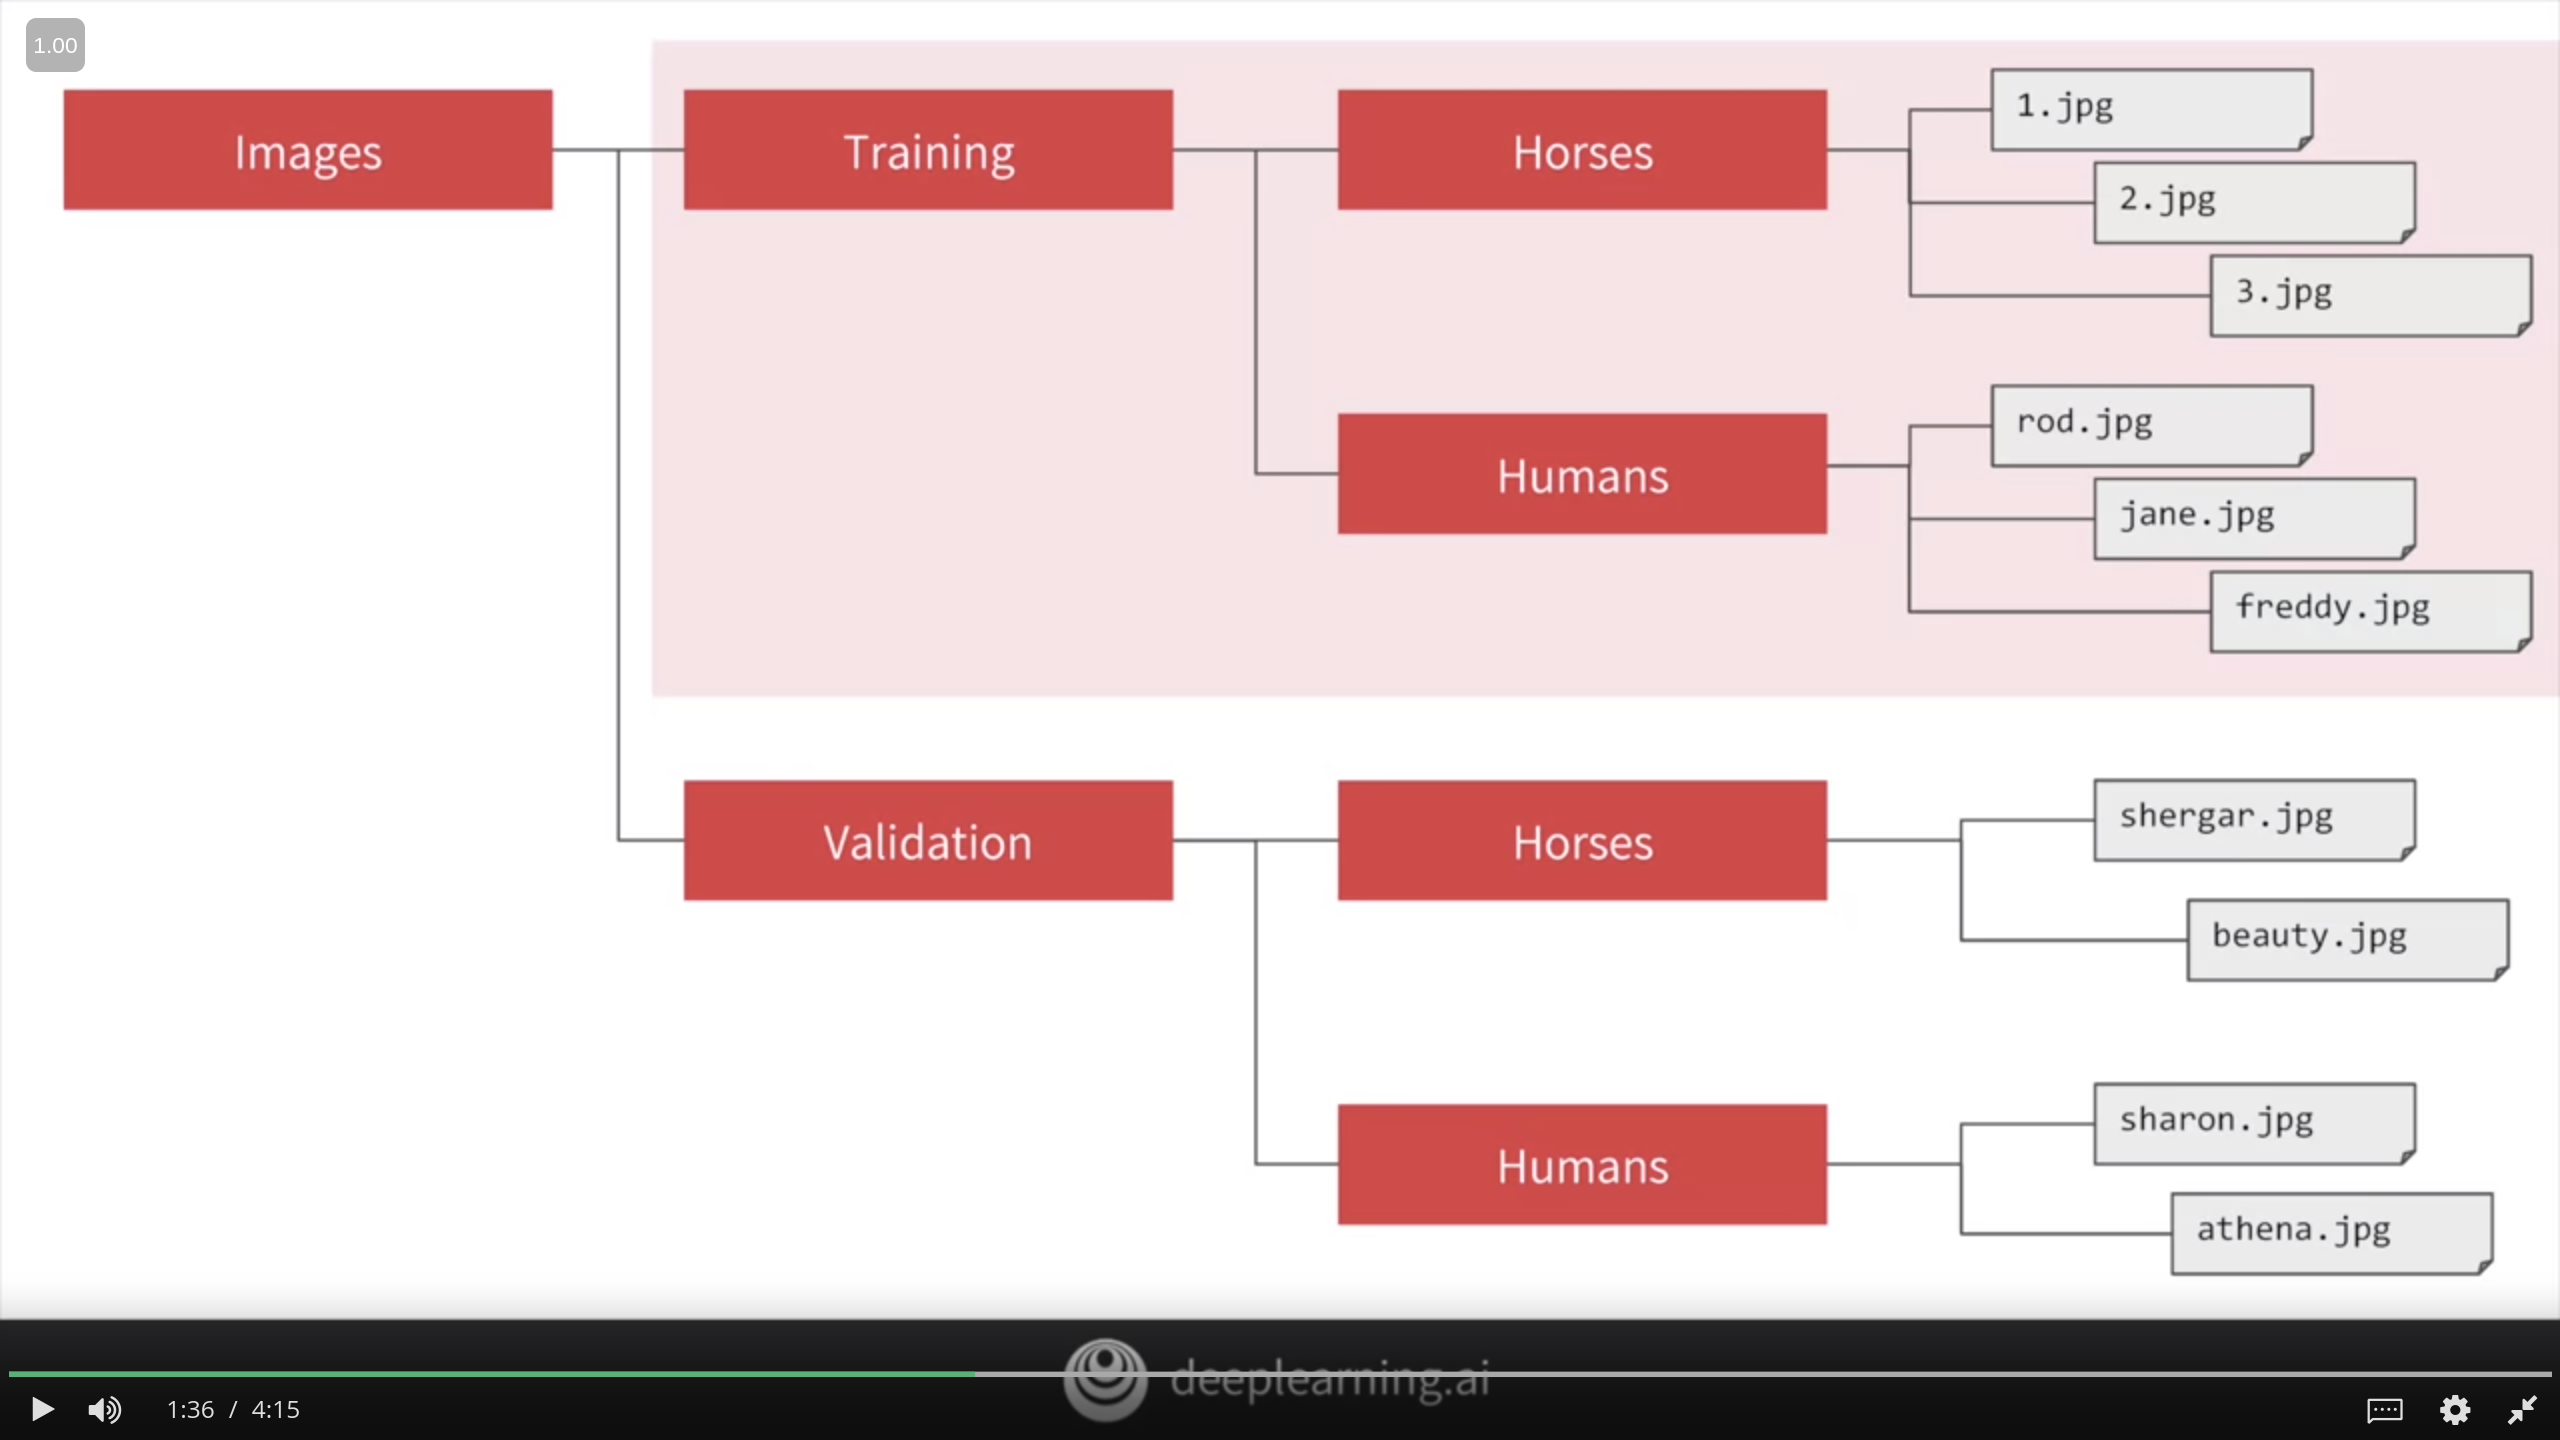 1.00
Images
Training
Horses
1.jpg
2.jpg
3.jpg
Humans
rod.jpg
jane.jpg
freddy.jpg
Validation
Horses
shergar.jpg
beauty.jpg
Humans
sharon.jpg
athena.jpg
deeplearning.ai
1:36 / 4:15